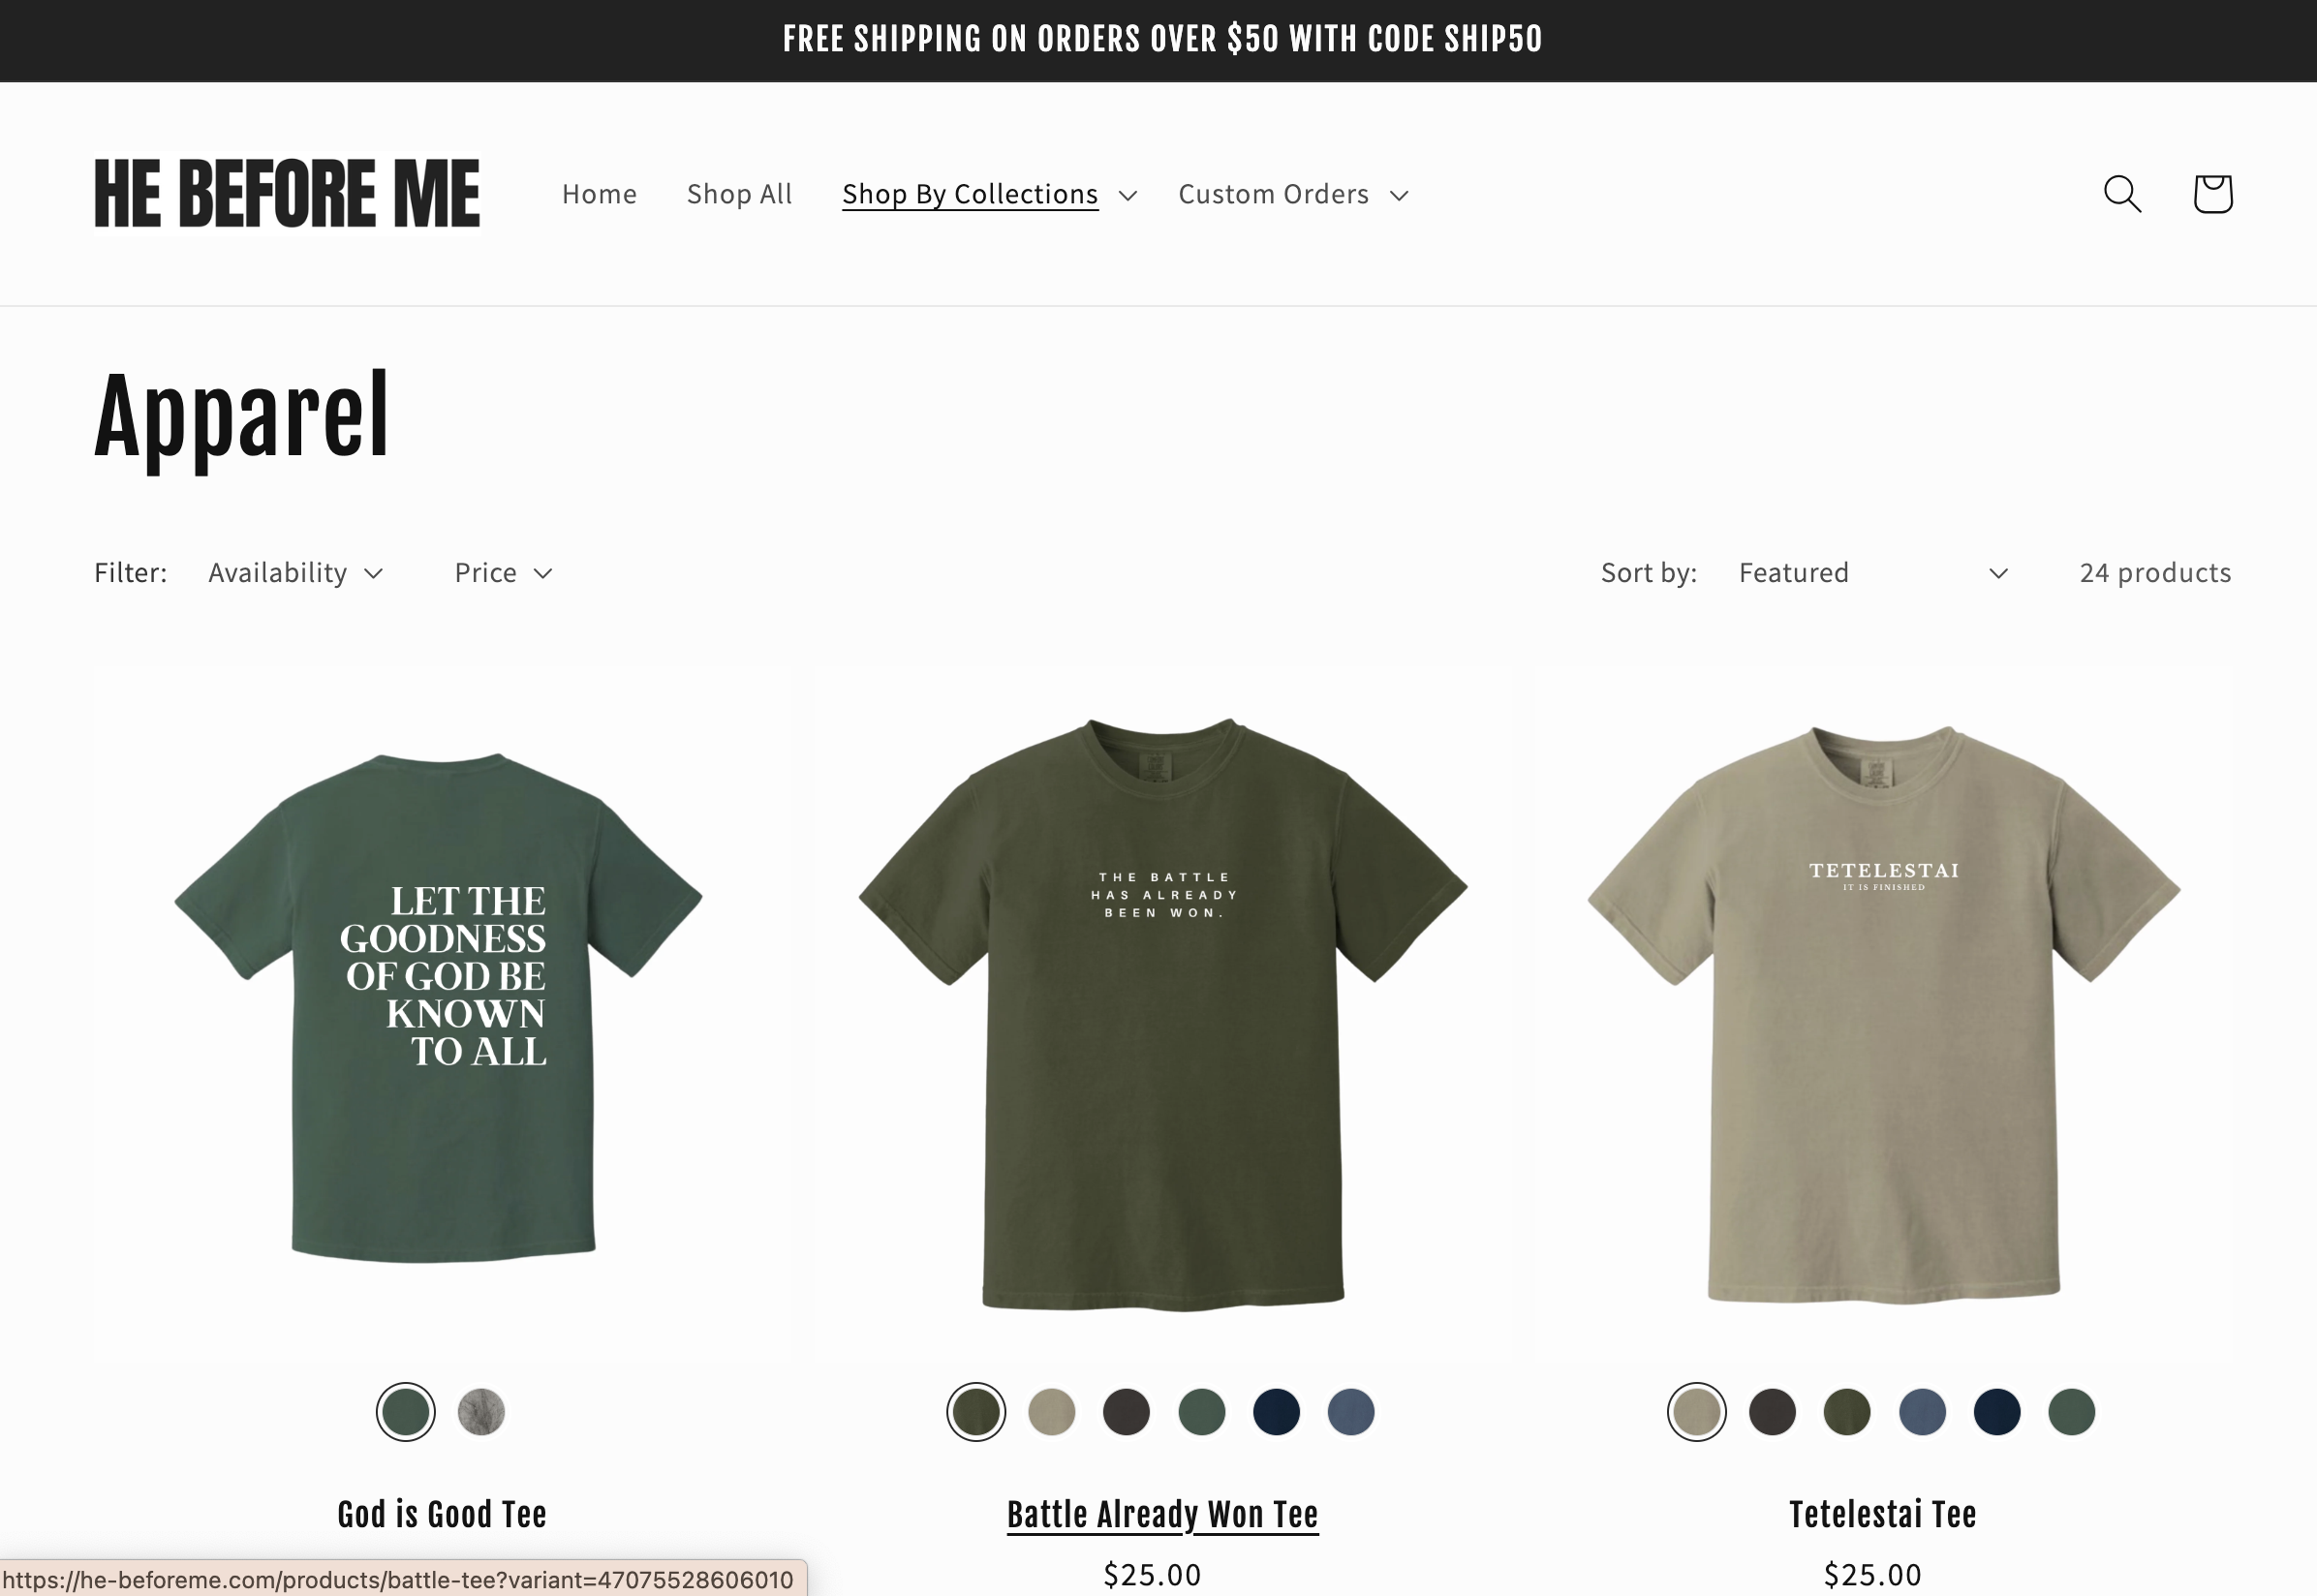 FREE SHIPPING ON ORDERS OVER $50 WITH CODE SHIP50
HE BEFORE ME
Home
Shop All
Shop By Collections
Custom Orders
Apparel
Filter:
Availability
Price
Sort by:
Featured
24 products
LET THE
GOODNESS
OF GOD BE
KNOWN
TO ALL
THE BATTLE
HAS ALREADY
BEEN WON.
TETELESTAI
IT IS FINISHED
God is Good Tee
Battle Already Won Tee
$25.00
Tetelestai Tee
$25.00
https://he-beforeme.com/products/battle-tee?variant=47075528606010